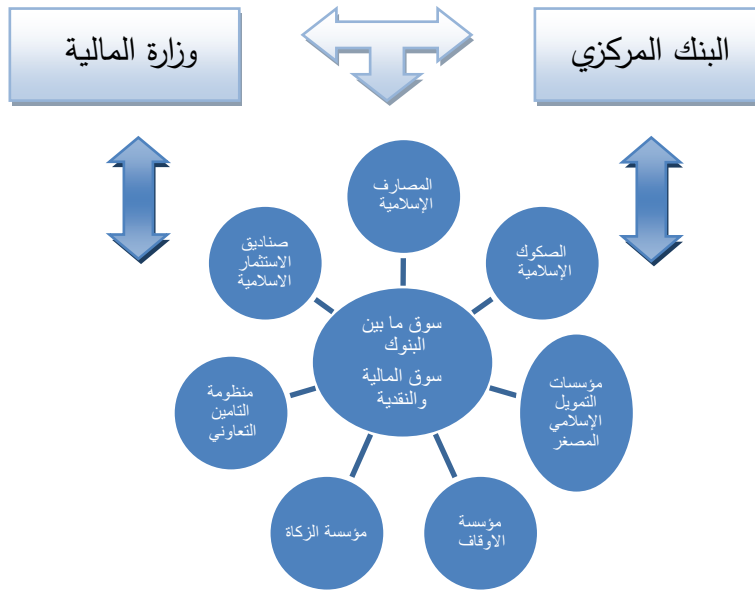 البنك المركزي
وزارة المالية
المصارف
الإسلامية
الصكوك
الإسلامية
صناديق
الاستثمار
الاسلامية
سوق ما بين
البنوك
سوق المالية
والنقدية
مؤسسات
التمويل
الإسلامي
المصغر
منظومة
التامين
التعاوني
مؤسسة
الاوقاف
مؤسسة الزكاة